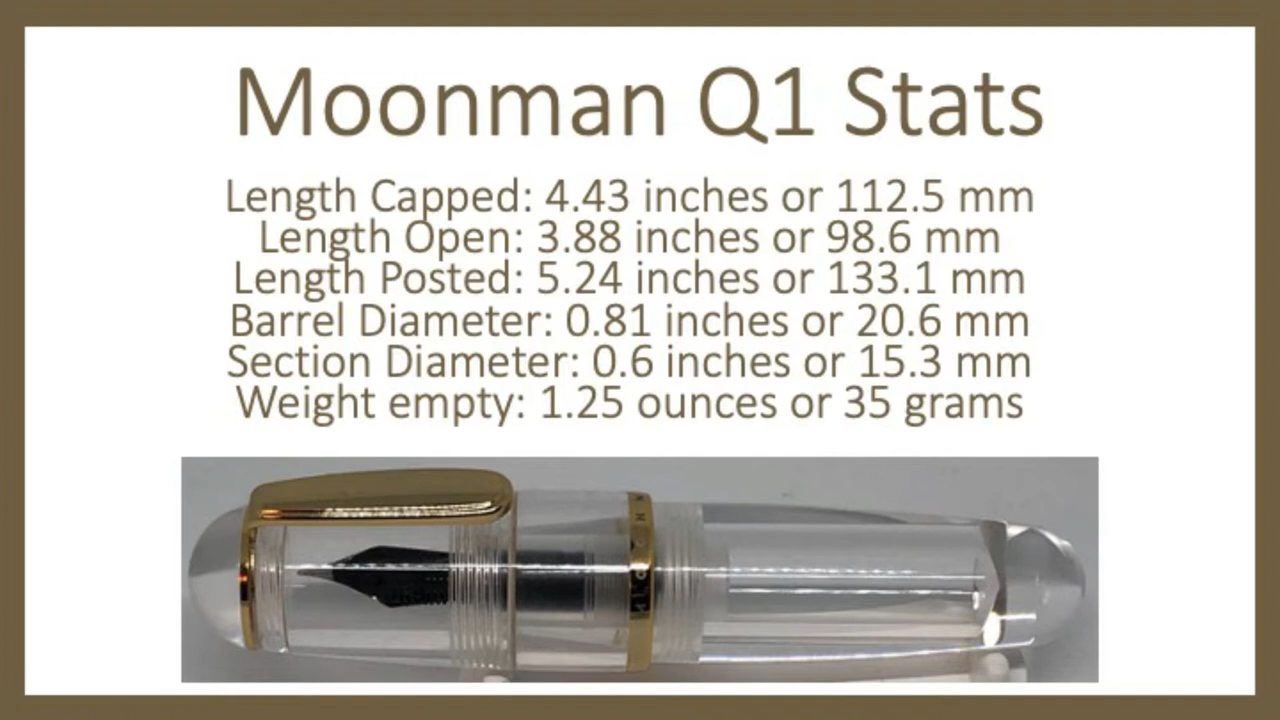 Moonman Q1 Stats
Length Capped: 4.43 inches or 112.5 mm
Length Open: 3.88 inches or 98.6 mm
Length Posted: 5.24 inches or 133.1 mm
Barrel Diameter: 0.81 inches or 20.6 mm
Section Diameter: 0.6 inches or 15.3 mm
Weight empty: 1.25 ounces or 35 grams